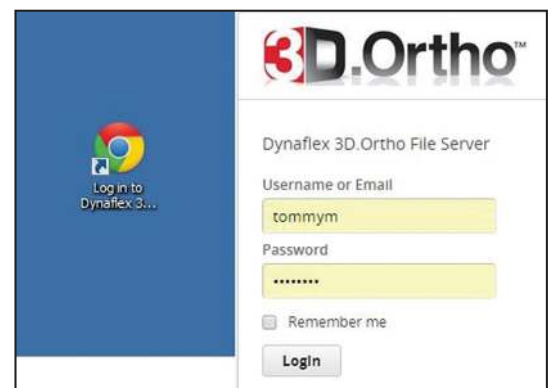 Log in to
Dynaflex 3...
3D.Ortho™
Dynaflex 3D.Ortho File Server
Username or Email
tommym
Password
••••••••
Remember me
Login